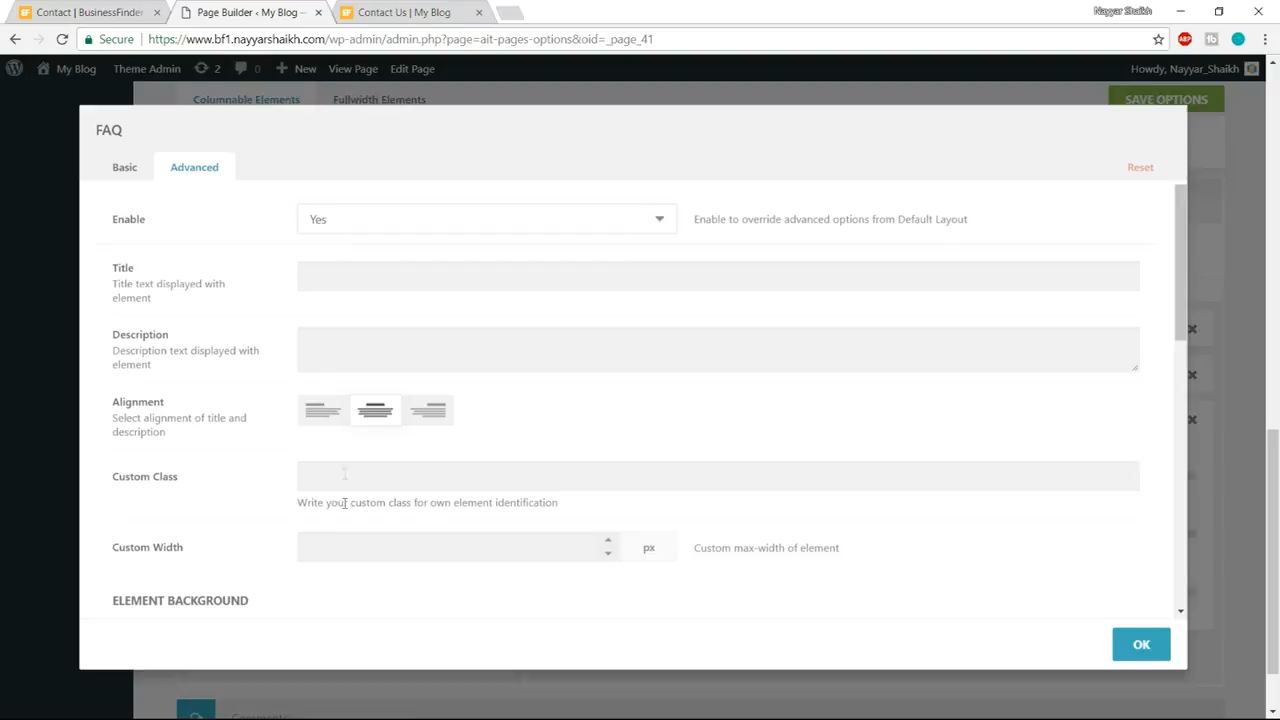 Contact | BusinessFinder
Page Builder ‹ My Blog –
Contact Us | My Blog
Nayyar Shaikh
Secure
https://www.bf1.nayyarshaikh.com/wp-admin/admin.php?page=ait-pages-options&oid=_page_41
ABP
My Blog
Theme Admin
2
0
New
View Page
Edit Page
Howdy, Nayyar_Shaikh
Columnable Elements
Fullwidth Elements
SAVE OPTIONS
FAQ
Basic
Advanced
Reset
Enable
Yes
Enable to override advanced options from Default Layout
Title
Title text displayed with
element
Description
Description text displayed with
element
Alignment
Select alignment of title and
description
Custom Class
Write your custom class for own element identification
Custom Width
px
Custom max-width of element
ELEMENT BACKGROUND
OK
Comments